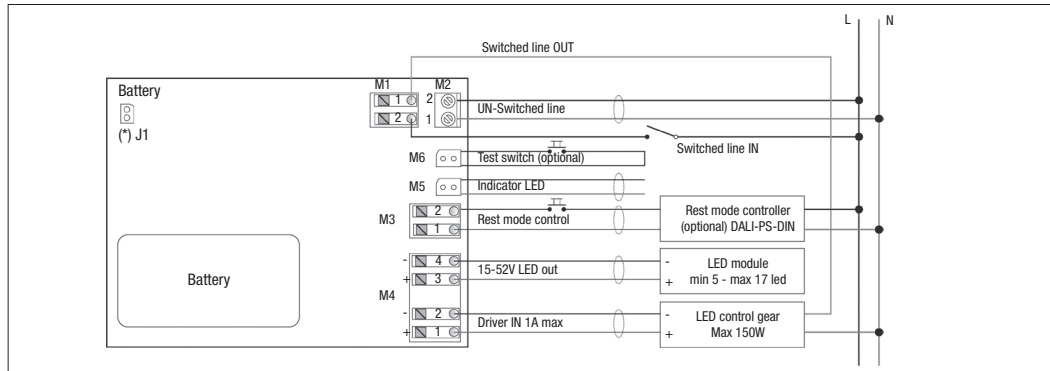 L N
Switched line OUT
Battery
(*) J1
M1 M2
1 2
2 1
UN-Switched line
Switched line IN
M6 Test switch (optional)
M5 Indicator LED
M3
2
1
Rest mode control
Rest mode controller
(optional) DALI-PS-DIN
Battery
M4
- 4
+ 3
15-52V LED out
-
+
LED module
min 5 - max 17 led
- 2
+ 1
Driver IN 1A max
-
+
LED control gear
Max 150W